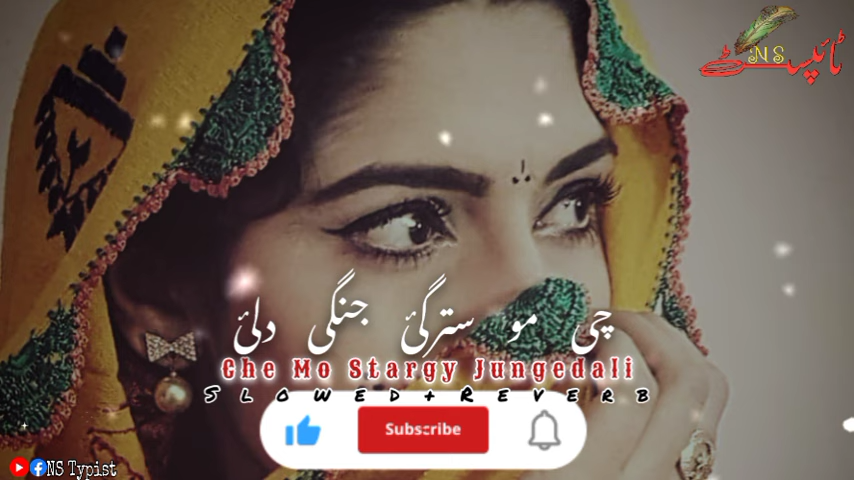 NS
ٹائپسٹ
چی مو سترگئ جنگی دلئ
Che Mo Stargy Jungedali
Slowed+Reverb
Subscribe
NS Typist